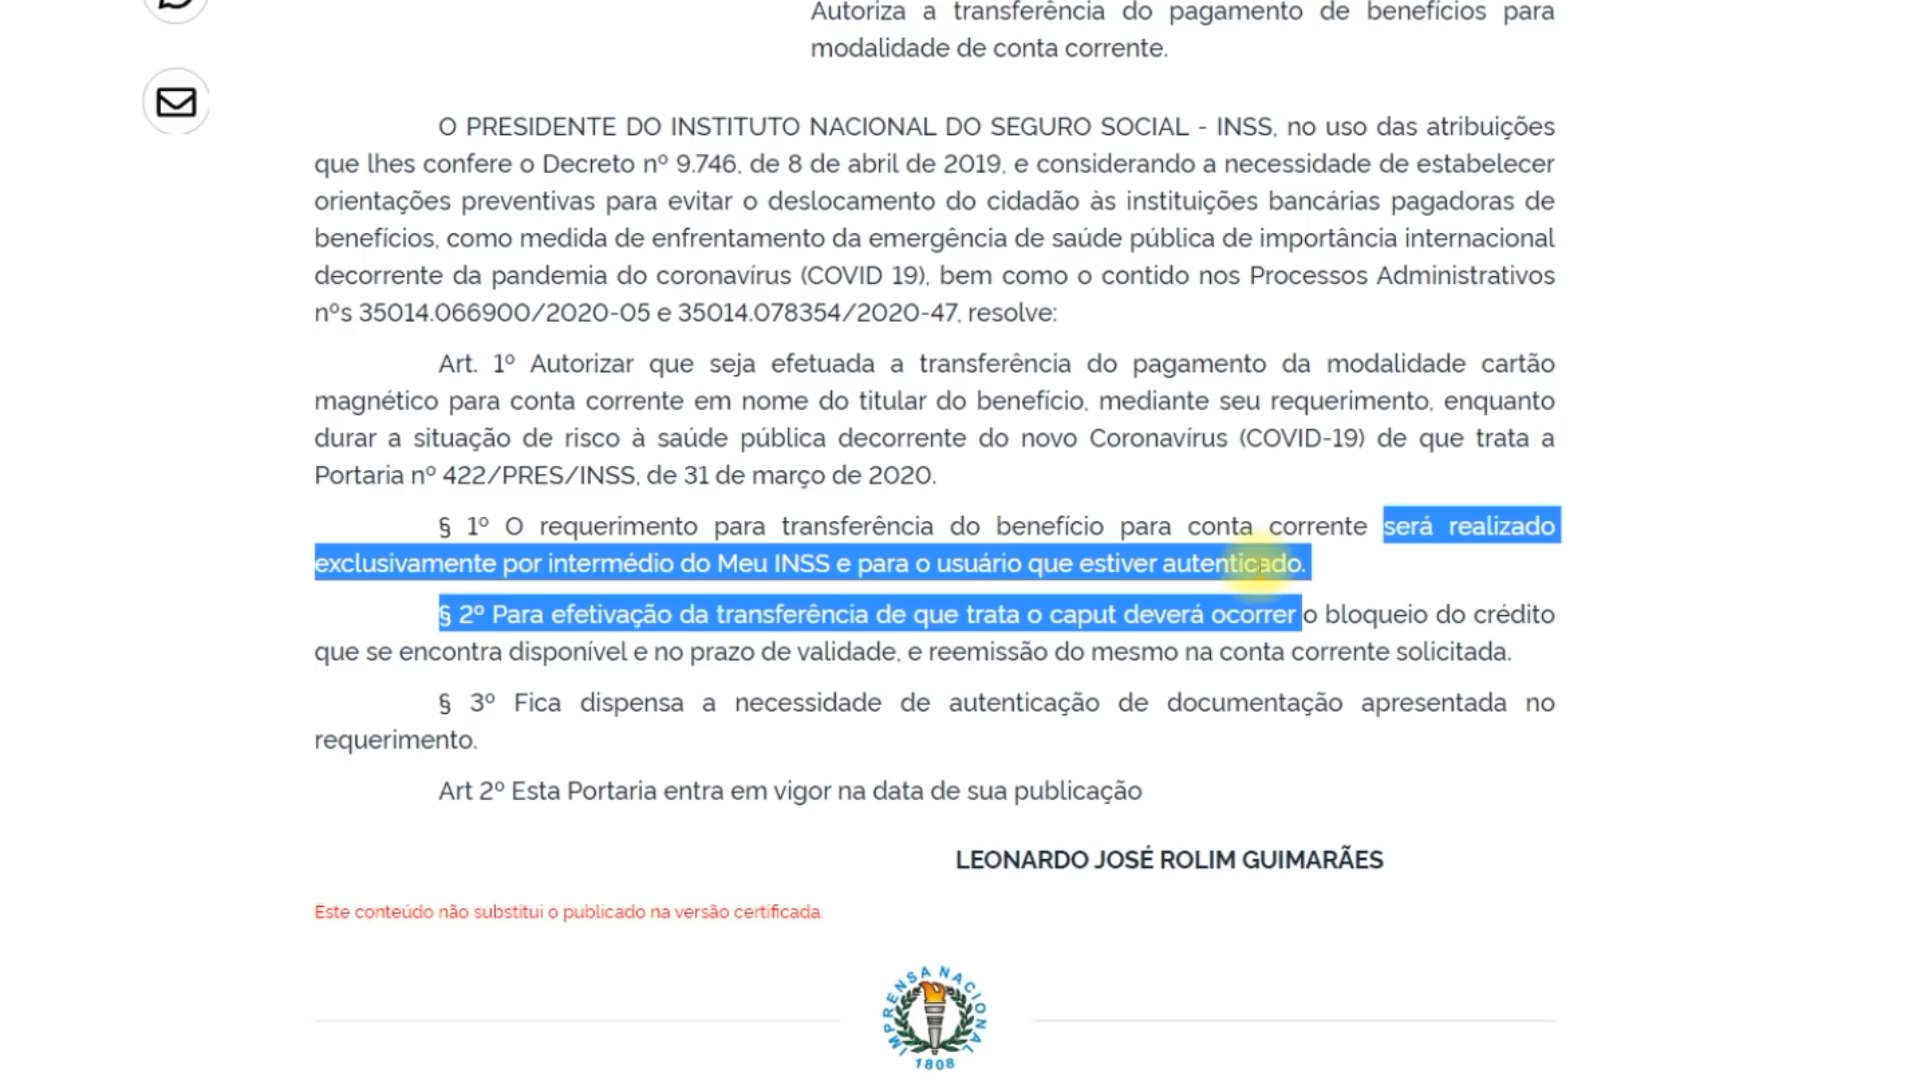 Autoriza a transferência do pagamento de benefícios para
modalidade de conta corrente.
O PRESIDENTE DO INSTITUTO NACIONAL DO SEGURO SOCIAL - INSS, no uso das atribuições
que lhes confere o Decreto nº 9.746, de 8 de abril de 2019, e considerando a necessidade de estabelecer
orientações preventivas para evitar o deslocamento do cidadão às instituições bancárias pagadoras de
benefícios, como medida de enfrentamento da emergência de saúde pública de importância internacional
decorrente da pandemia do coronavírus (COVID 19), bem como o contido nos Processos Administrativos
nºs 35014.066900/2020-05 e 35014.078354/2020-47, resolve:
Art. 1º Autorizar que seja efetuada a transferência do pagamento da modalidade cartão
magnético para conta corrente em nome do titular do benefício, mediante seu requerimento, enquanto
durar a situação de risco à saúde pública decorrente do novo Coronavírus (COVID-19) de que trata a
Portaria nº 422/PRES/INSS, de 31 de março de 2020.
§ 1º O requerimento para transferência do benefício para conta corrente será realizado
exclusivamente por intermédio do Meu INSS e para o usuário que estiver autenticado.
§ 2º Para efetivação da transferência de que trata o caput deverá ocorrer o bloqueio do crédito
que se encontra disponível e no prazo de validade, e reemissão do mesmo na conta corrente solicitada.
§ 3º Fica dispensa a necessidade de autenticação de documentação apresentada no
requerimento.
Art 2º Esta Portaria entra em vigor na data de sua publicação
LEONARDO JOSÉ ROLIM GUIMARÃES
Este conteúdo não substitui o publicado na versão certificada.
IMPRENSA NACIONAL
1808